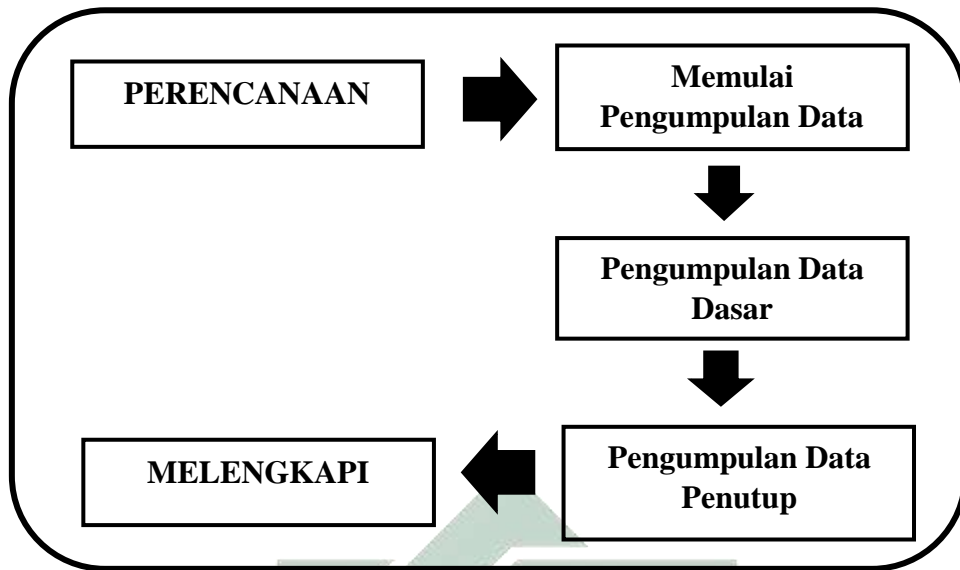 PERENCANAAN
Memulai
Pengumpulan Data
Pengumpulan Data
Dasar
Pengumpulan Data
Penutup
MELENGKAPI